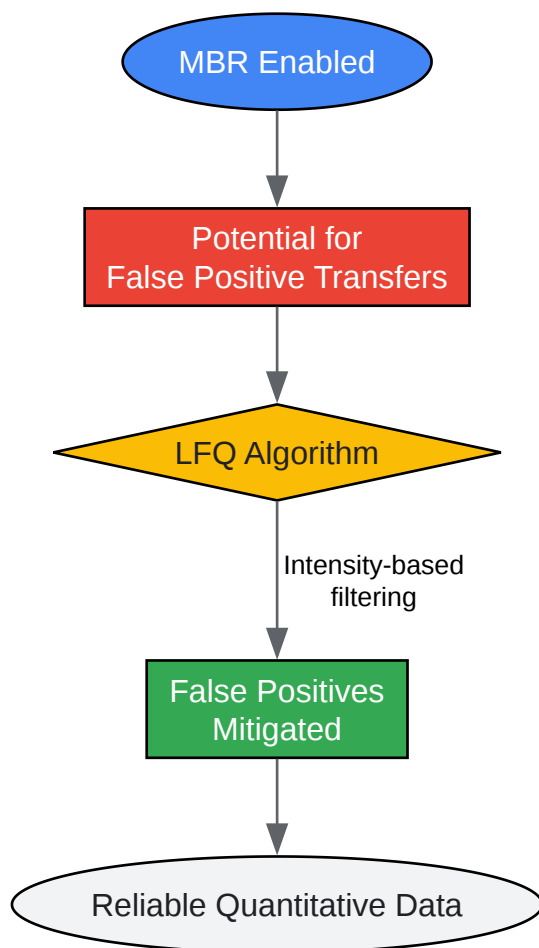 MBR Enabled
Potential for
False Positive Transfers
LFQ Algorithm
Intensity-based
filtering
False Positives
Mitigated
Reliable Quantitative Data